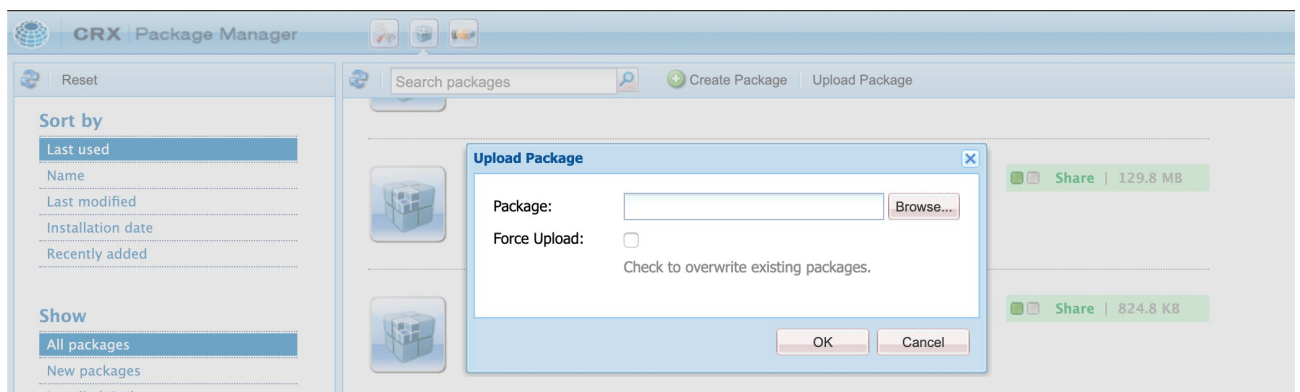 CRX Package Manager
Reset
Search packages
Create Package
Upload Package
Sort by
Last used
Name
Last modified
Installation date
Recently added
Show
All packages
New packages
Upload Package
Package:
Browse...
Force Upload:
Check to overwrite existing packages.
OK
Cancel
Share | 129.8 MB
Share | 824.8 KB